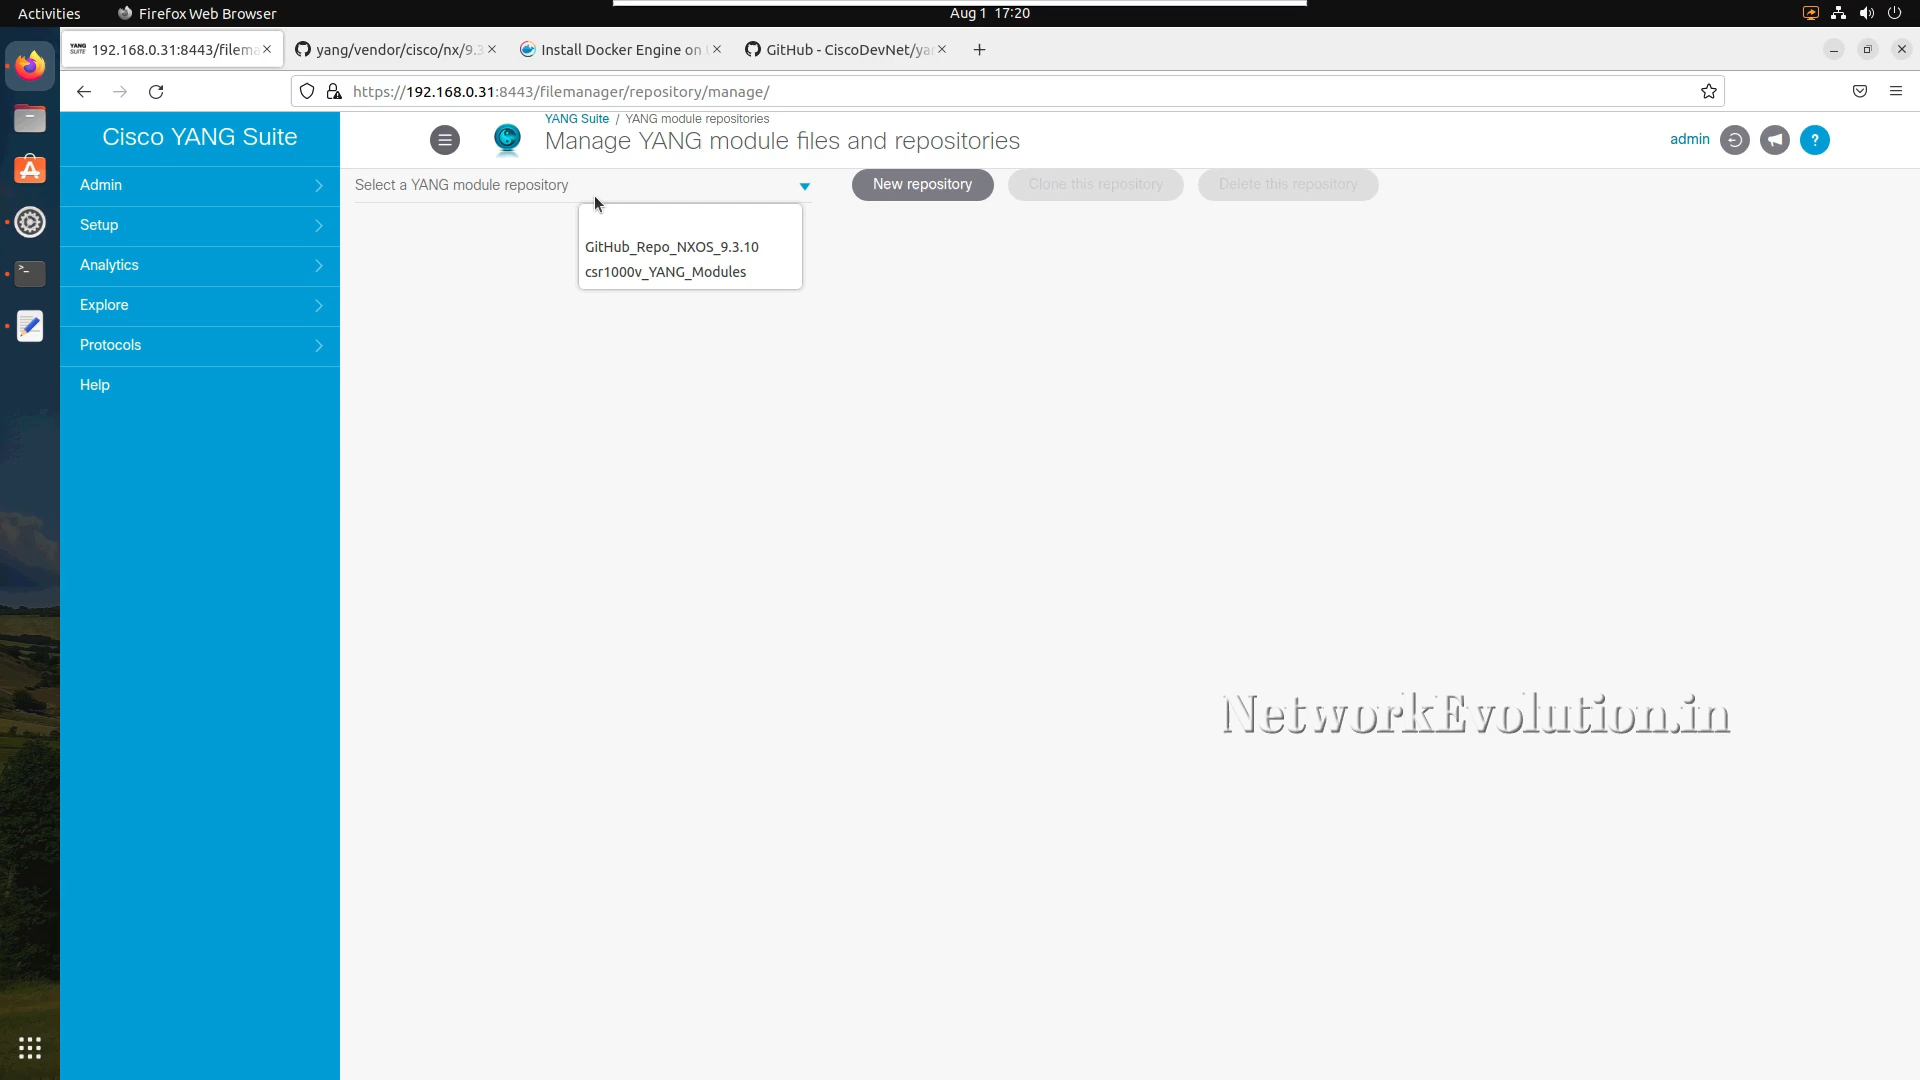 Activities
Firefox Web Browser
Aug 1 17:20
YANG SUITE
192.168.0.31:8443/filema
yang/vendor/cisco/nx/9.3
Install Docker Engine on
GitHub - CiscoDevNet/ya
https://192.168.0.31:8443/filemanager/repository/manage/
Cisco YANG Suite
YANG Suite / YANG module repositories
Manage YANG module files and repositories
admin
?
Admin
Setup
Analytics
Explore
Protocols
Help
Select a YANG module repository
New repository
Clone this repository
Delete this repository
GitHub_Repo_NXOS_9.3.10
csr1000v_YANG_Modules
NetworkEvolution.in